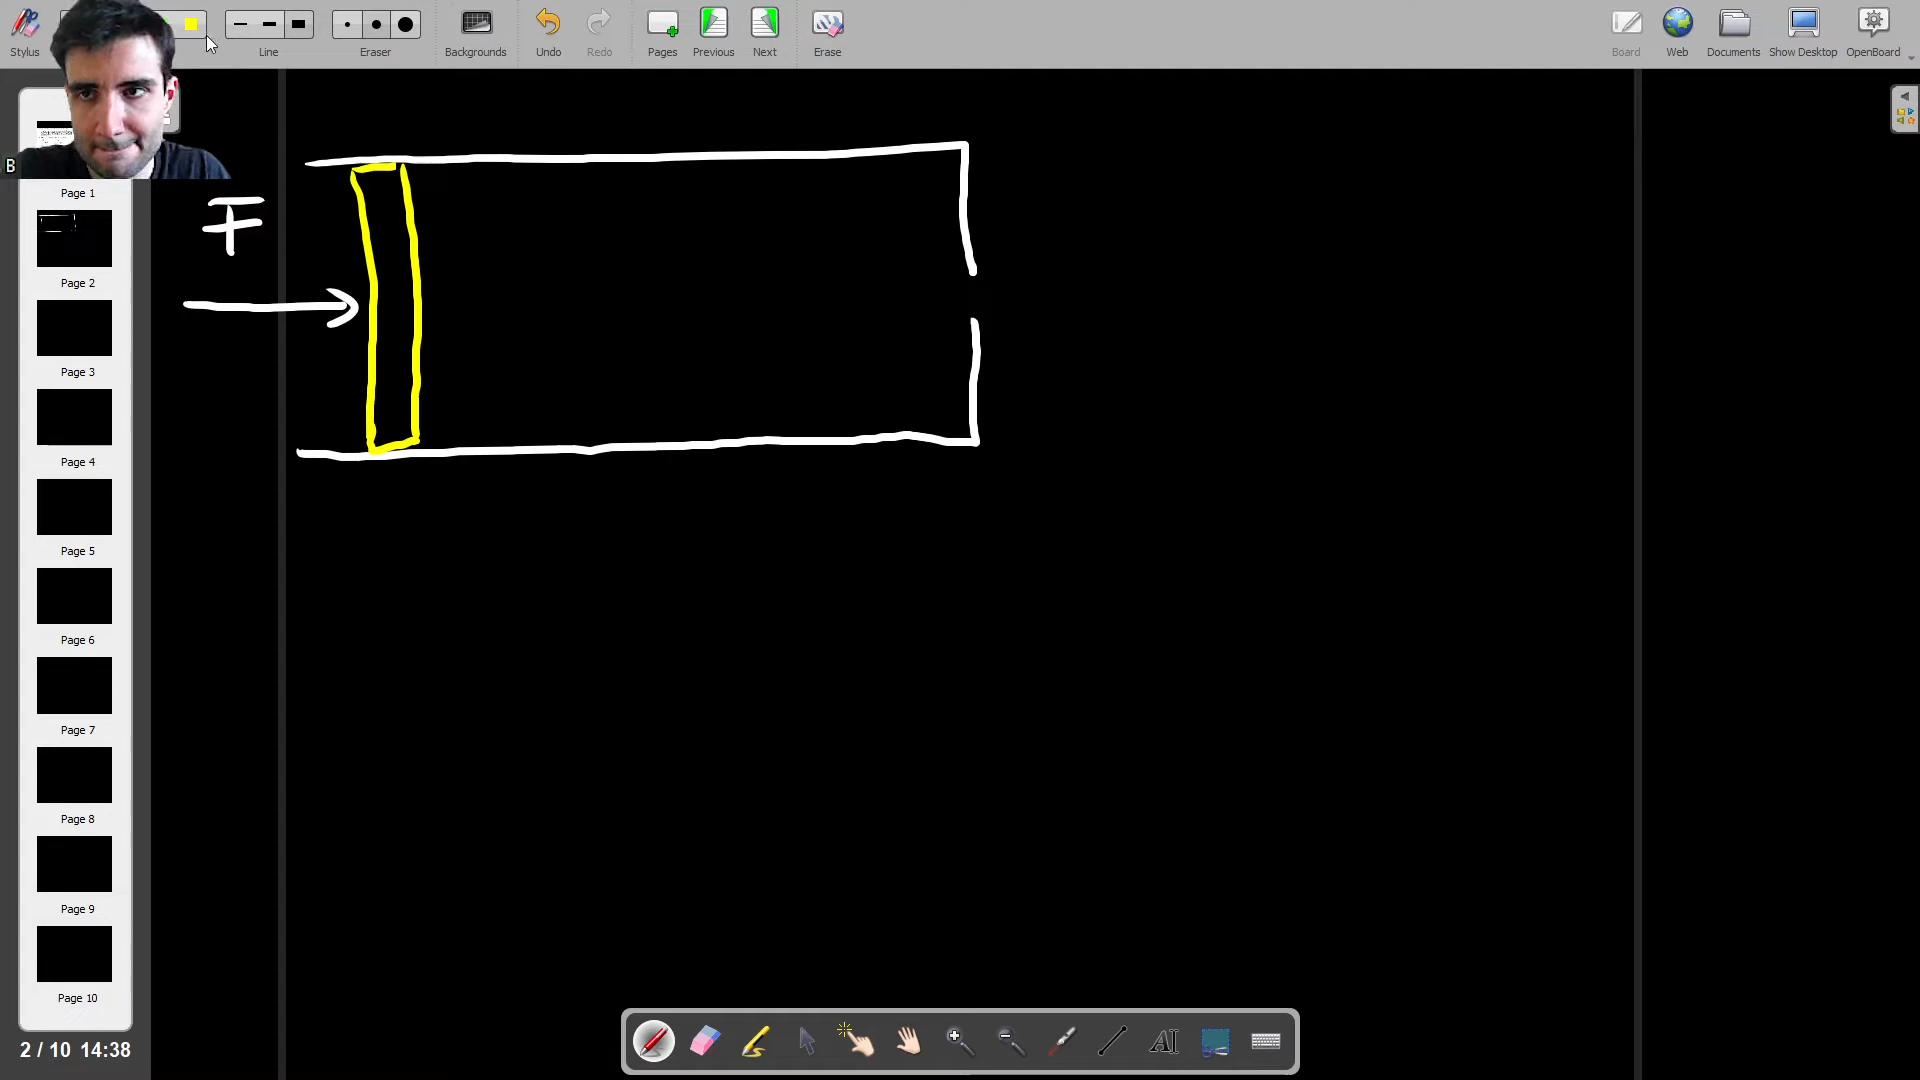 Stylus
Line
Eraser
Backgrounds
Undo
Redo
Pages
Previous
Next
Erase
Board
Web
Documents
Show Desktop
OpenBoard
B
Page 1
Page 2
Page 3
Page 4
Page 5
Page 6
Page 7
Page 8
Page 9
Page 10
2 / 10 14:38
F
AI